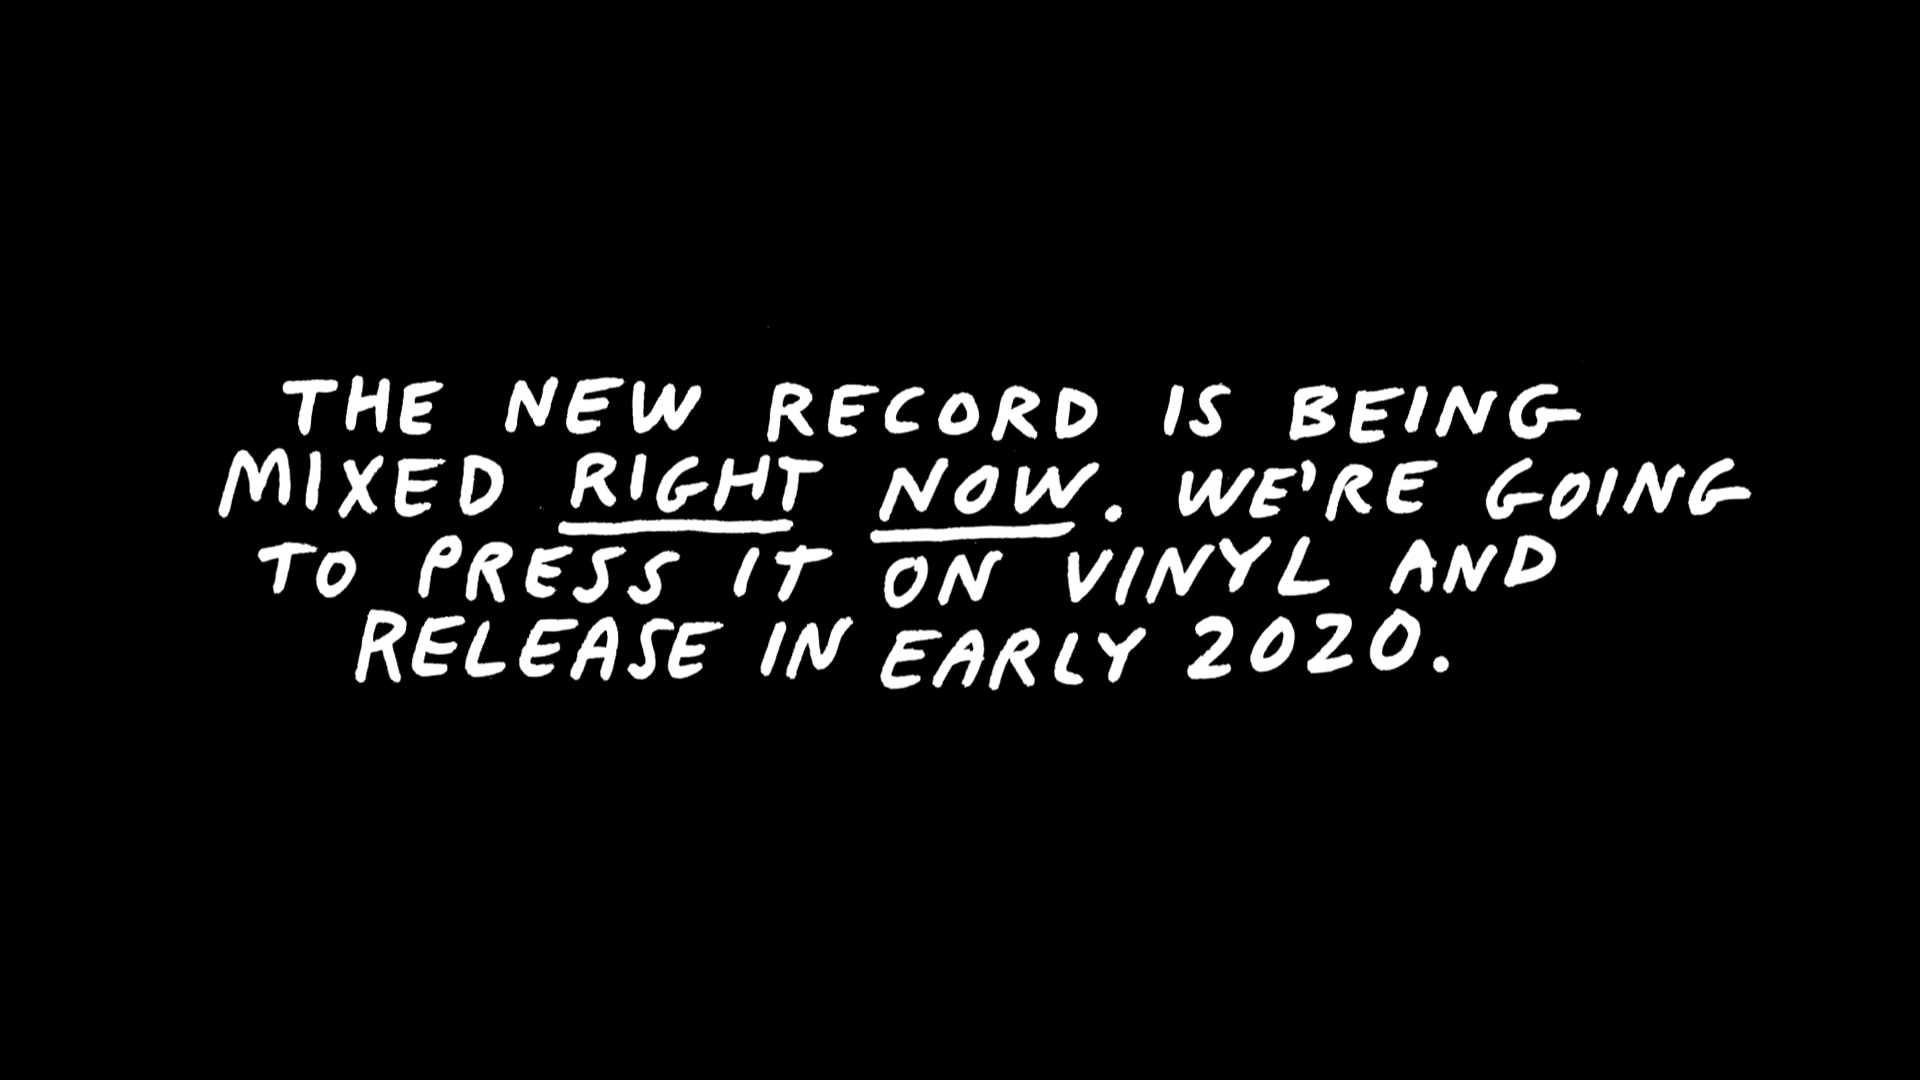 THE NEW RECORD IS BEING
MIXED RIGHT NOW. WE'RE GOING
TO PRESS IT ON VINYL AND
RELEASE IN EARLY 2020.